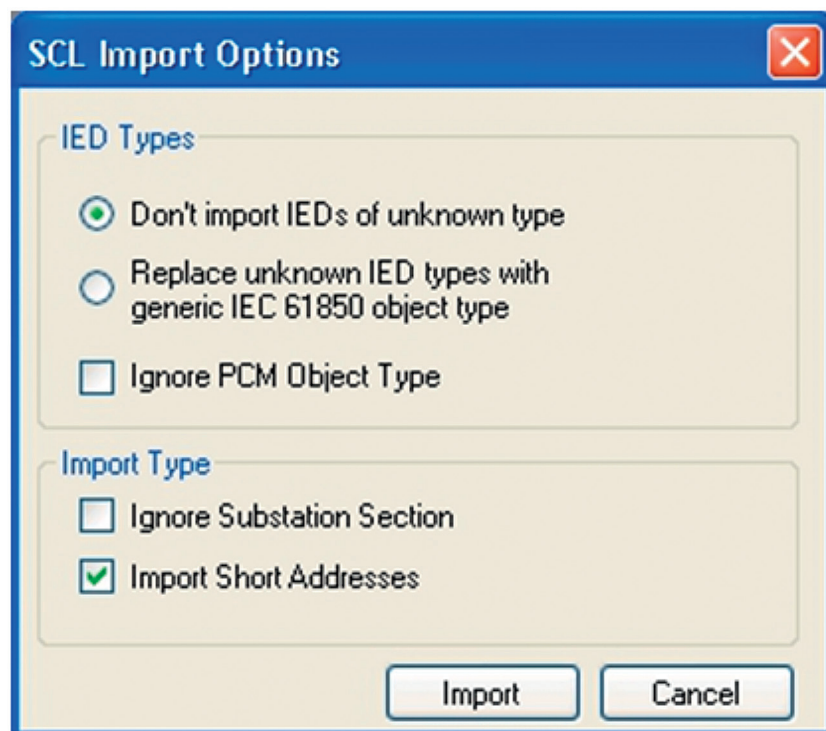 SCL Import Options
IED Types
Don't import IEDs of unknown type
Replace unknown IED types with
generic IEC 61850 object type
Ignore PCM Object Type
Import Type
Ignore Substation Section
Import Short Addresses
Import
Cancel